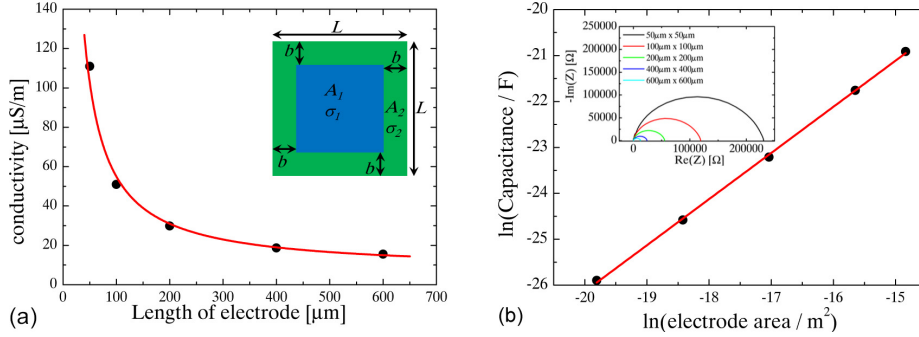 140
120
100
80
60
40
20
0
conductivity [µS/m]
0 100 200 300 400 500 600 700
Length of electrode [µm]
(a)
L
b
b
A1
σ1
A2
σ2
L
b
b
-20
-21
-22
-23
-24
-25
-26
ln(Capacitance / F)
-20 -19 -18 -17 -16 -15
ln(electrode area / m²)
(b)
250000
200000
150000
100000
50000
0
-Im(Z) [Ω]
0 100000 200000
Re(Z) [Ω]
50µm x 50µm
100µm x 100µm
200µm x 200µm
400µm x 400µm
600µm x 600µm